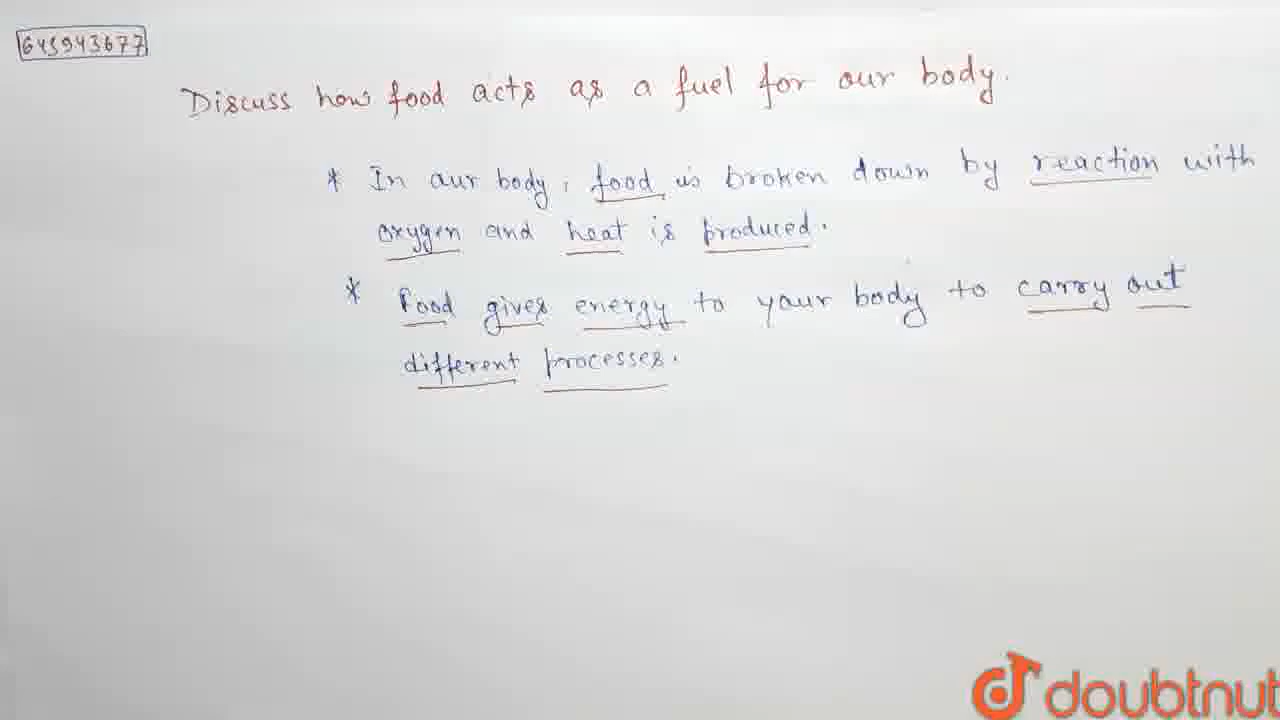 645943677
Discuss how food acts as a fuel for our body.
* In aur body, food is broken down by reaction with
oxygen and heat is produced.
* Food gives energy to your body to carry out
different processes.
doubtnut